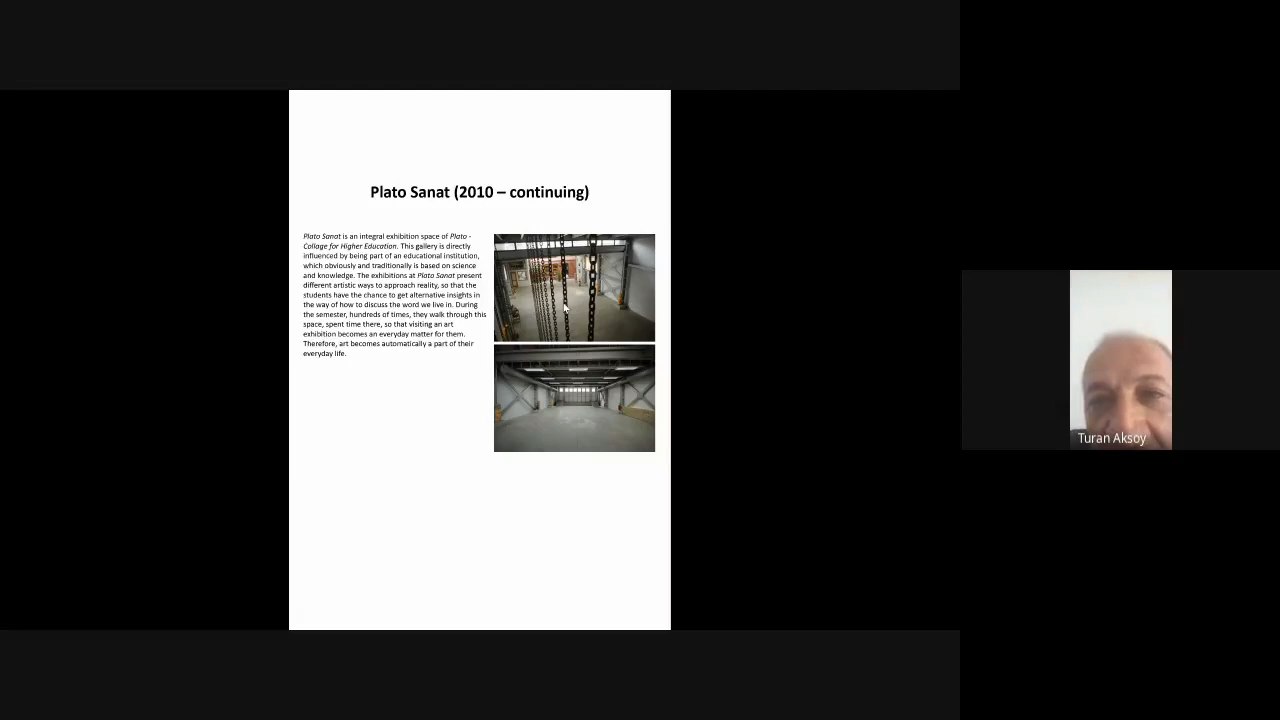 Plato Sanat (2010 – continuing)
Plato Sanat is an integral exhibition space of Plato -
Collage for Higher Education. This gallery is directly
influenced by being part of an educational institution,
which obviously and traditionally is based on science
and knowledge. The exhibitions at Plato Sanat present
different artistic ways to approach reality, so that the
students have the chance to get alternative insights in
the way of how to discuss the word we live in. During
the semester, hundreds of times, they walk through this
space, spent time there, so that visiting an art
exhibition becomes an everyday matter for them.
Therefore, art becomes automatically a part of their
everyday life.
Turan Aksoy